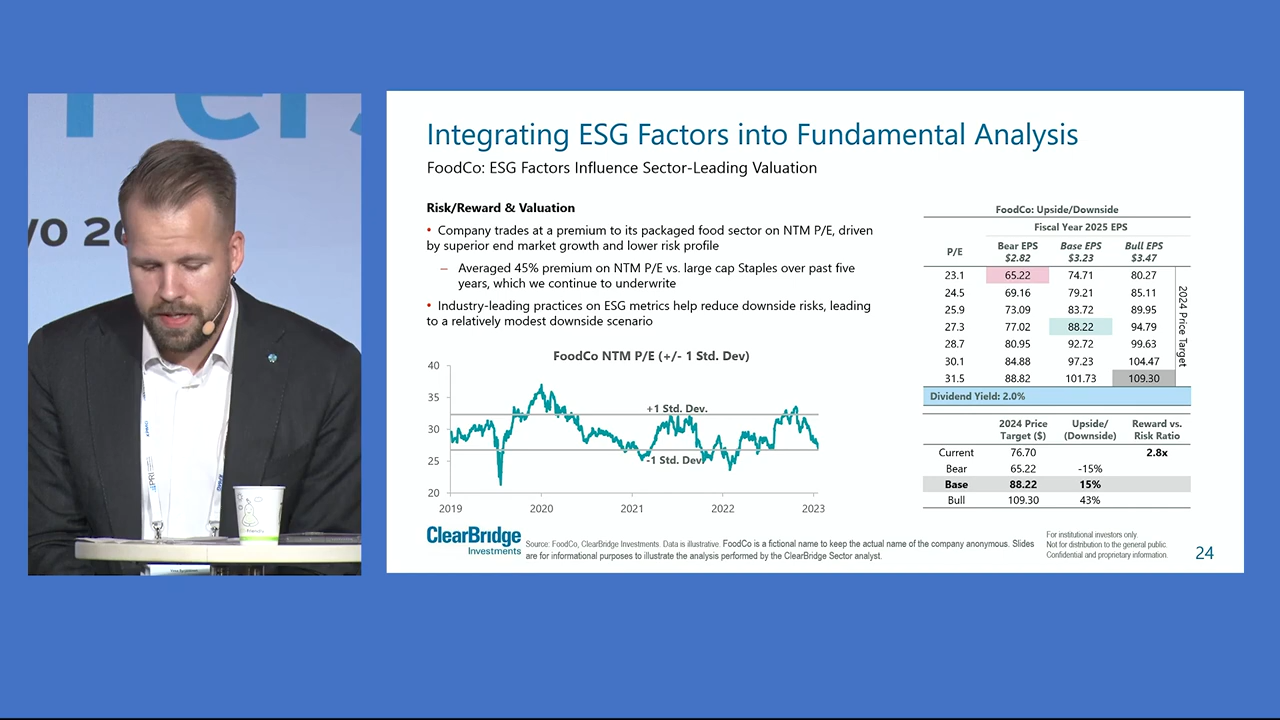 Pers
yo 20
PRI
Integrating ESG Factors into Fundamental Analysis
FoodCo: ESG Factors Influence Sector-Leading Valuation
Risk/Reward & Valuation
• Company trades at a premium to its packaged food sector on NTM P/E, driven
by superior end market growth and lower risk profile
– Averaged 45% premium on NTM P/E vs. large cap Staples over past five
years, which we continue to underwrite
• Industry-leading practices on ESG metrics help reduce downside risks, leading
to a relatively modest downside scenario
FoodCo NTM P/E (+/- 1 Std. Dev)
40
35
30
25
20
+1 Std. Dev.
-1 Std. Dev.
2019 2020 2021 2022 2023
FoodCo: Upside/Downside
Fiscal Year 2025 EPS
P/E Bear EPS Base EPS Bull EPS
$2.82 $3.23 $3.47
23.1 65.22 74.71 80.27
24.5 69.16 79.21 85.11
25.9 73.09 83.72 89.95
27.3 77.02 88.22 94.79
28.7 80.95 92.72 99.63
30.1 84.88 97.23 104.47
31.5 88.82 101.73 109.30
2024 Price Target
Dividend Yield: 2.0%
2024 Price Upside/ Reward vs.
Target ($) (Downside) Risk Ratio
Current 76.70 2.8x
Bear 65.22 -15%
Base 88.22 15%
Bull 109.30 43%
ClearBridge
Investments
Source: FoodCo, ClearBridge Investments Data is illustrative. FoodCo is a fictional name to keep the actual name of the company anonymous. Slides
are for informational purposes to illustrate the analysis performed by the ClearBridge Sector analyst.
For institutional investors only.
Not for distribution to the general public.
Confidential and proprietary information.
24